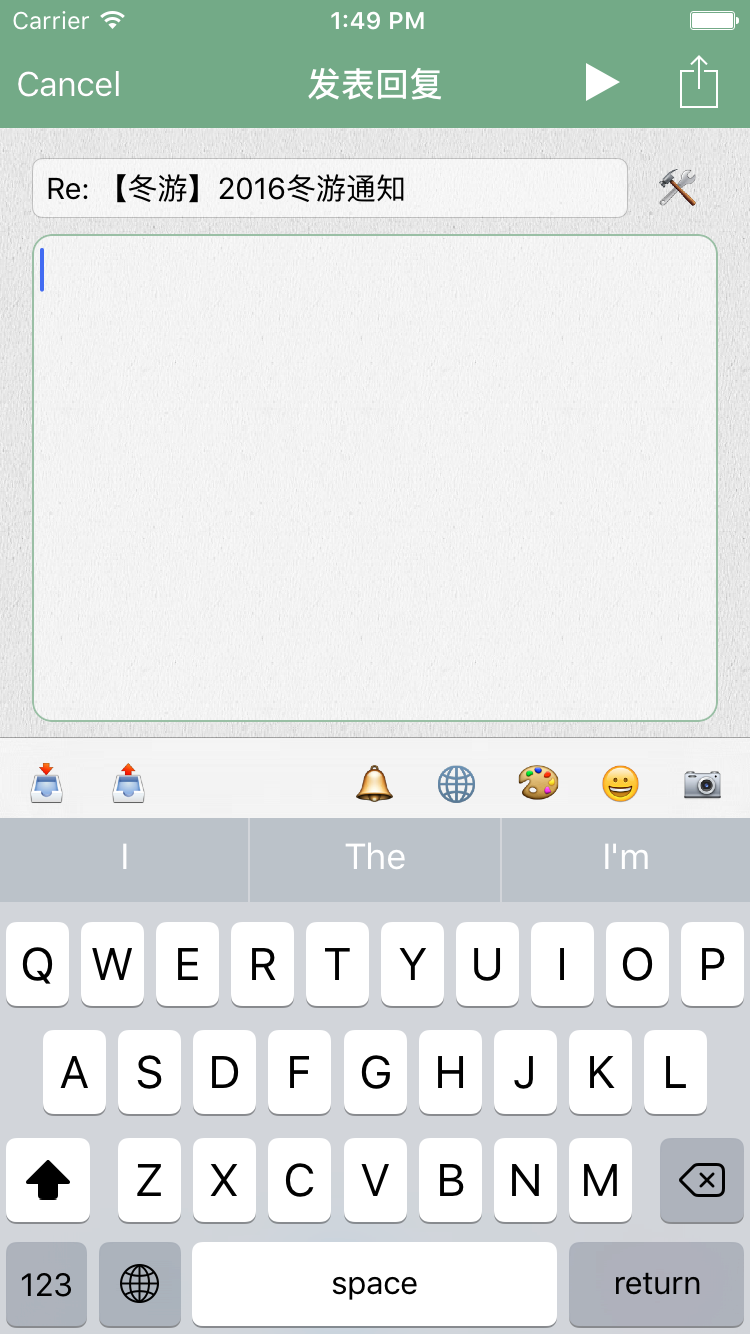 Carrier 1:49 PM
Cancel 发表回复
Re: 【冬游】2016冬游通知
I The I'm
Q W E R T Y U I O P
A S D F G H J K L
Z X C V B N M
123 space return